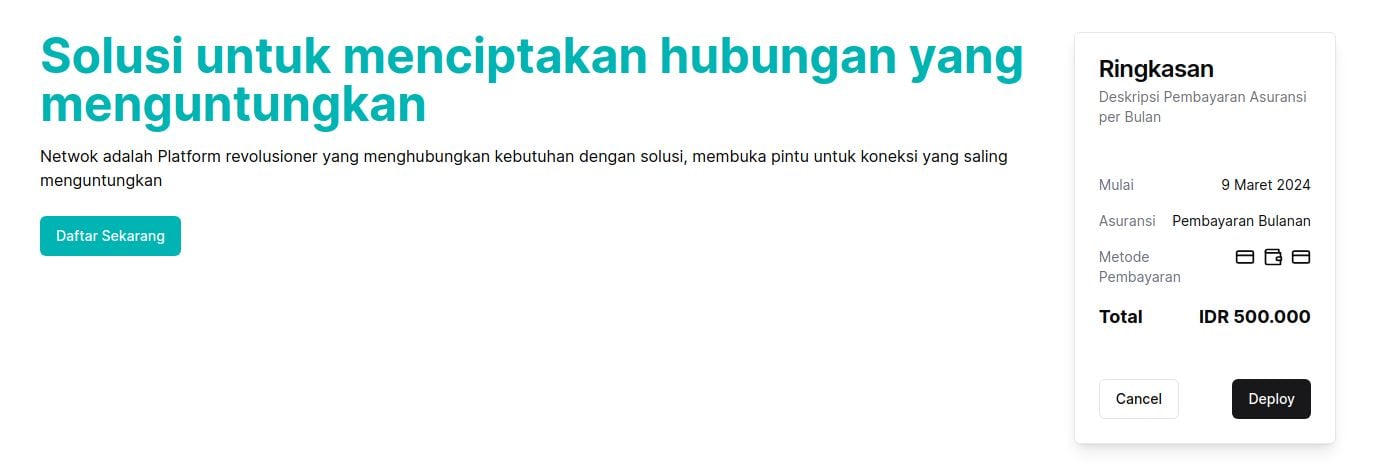 Solusi untuk menciptakan hubungan yang
menguntungkan
Netwok adalah Platform revolusioner yang menghubungkan kebutuhan dengan solusi, membuka pintu untuk koneksi yang saling
menguntungkan
Daftar Sekarang
Ringkasan
Deskripsi Pembayaran Asuransi
per Bulan
Mulai 9 Maret 2024
Asuransi Pembayaran Bulanan
Metode
Pembayaran
Total IDR 500.000
Cancel Deploy